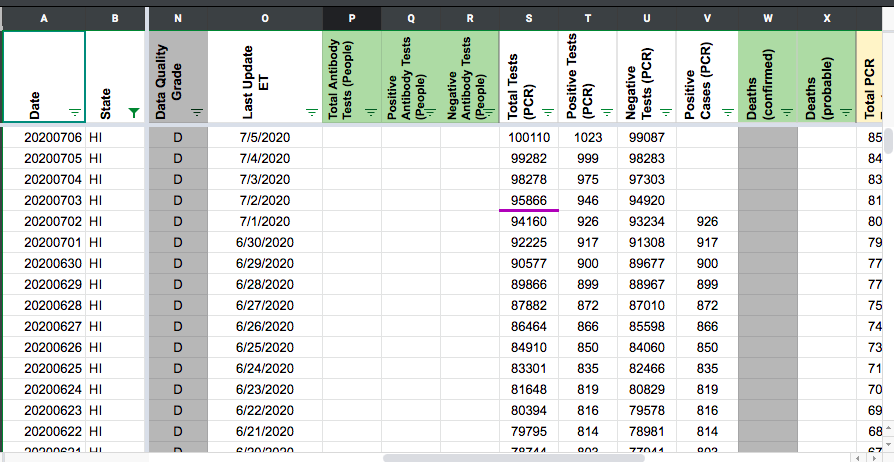 A B N O P Q R S T U V W X
Date State Data Quality Grade Last Update ET Total Antibody Tests (People) Positive Antibody Tests (People) Negative Antibody Tests (People) Total Tests (PCR) Positive Tests (PCR) Negative Tests (PCR) Positive Cases (PCR) Deaths (confirmed) Deaths (probable) Total PCR
20200706 HI D 7/5/2020 100110 1023 99087 85
20200705 HI D 7/4/2020 99282 999 98283 84
20200704 HI D 7/3/2020 98278 975 97303 83
20200703 HI D 7/2/2020 95866 946 94920 81
20200702 HI D 7/1/2020 94160 926 93234 926 80
20200701 HI D 6/30/2020 92225 917 91308 917 79
20200630 HI D 6/29/2020 90577 900 89677 900 77
20200629 HI D 6/28/2020 89866 899 88967 899 77
20200628 HI D 6/27/2020 87882 872 87010 872 75
20200627 HI D 6/26/2020 86464 866 85598 866 74
20200626 HI D 6/25/2020 84910 850 84060 850 73
20200625 HI D 6/24/2020 83301 835 82466 835 71
20200624 HI D 6/23/2020 81648 819 80829 819 70
20200623 HI D 6/22/2020 80394 816 79578 816 69
20200622 HI D 6/21/2020 79795 814 78981 814 68
20200621 HI D 6/20/2020 78744 803 77941 803 67